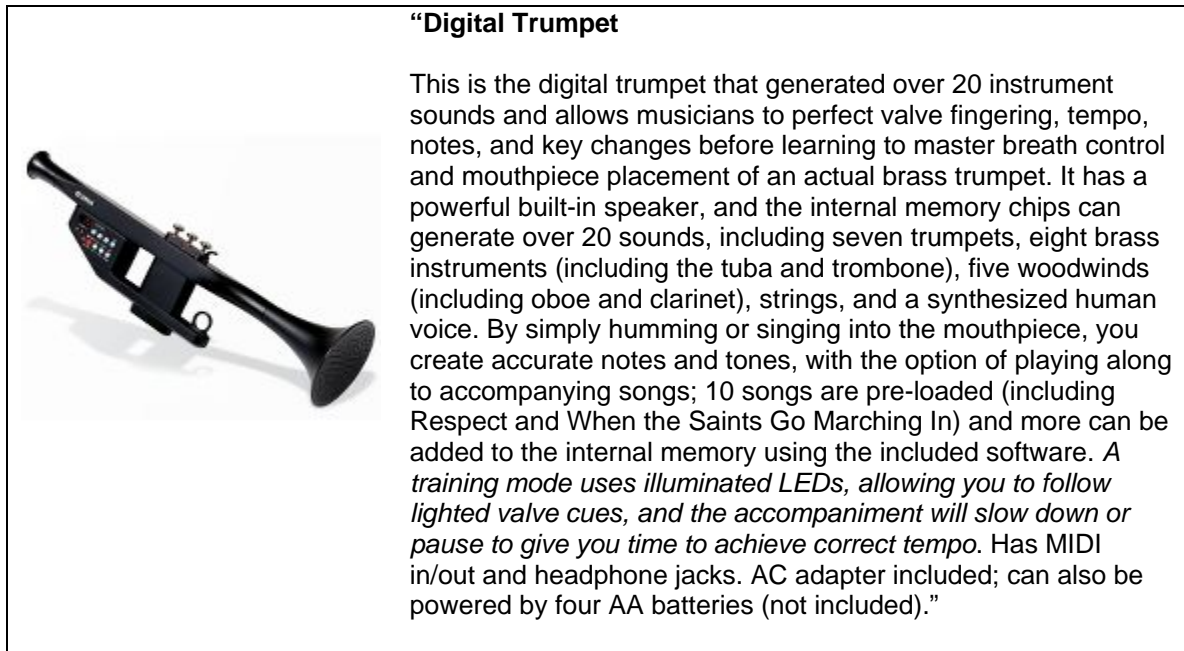 “Digital Trumpet
This is the digital trumpet that generated over 20 instrument
sounds and allows musicians to perfect valve fingering, tempo,
notes, and key changes before learning to master breath control
and mouthpiece placement of an actual brass trumpet. It has a
powerful built-in speaker, and the internal memory chips can
generate over 20 sounds, including seven trumpets, eight brass
instruments (including the tuba and trombone), five woodwinds
(including oboe and clarinet), strings, and a synthesized human
voice. By simply humming or singing into the mouthpiece, you
create accurate notes and tones, with the option of playing along
to accompanying songs; 10 songs are pre-loaded (including
Respect and When the Saints Go Marching In) and more can be
added to the internal memory using the included software. A
training mode uses illuminated LEDs, allowing you to follow
lighted valve cues, and the accompaniment will slow down or
pause to give you time to achieve correct tempo. Has MIDI
in/out and headphone jacks. AC adapter included; can also be
powered by four AA batteries (not included).”